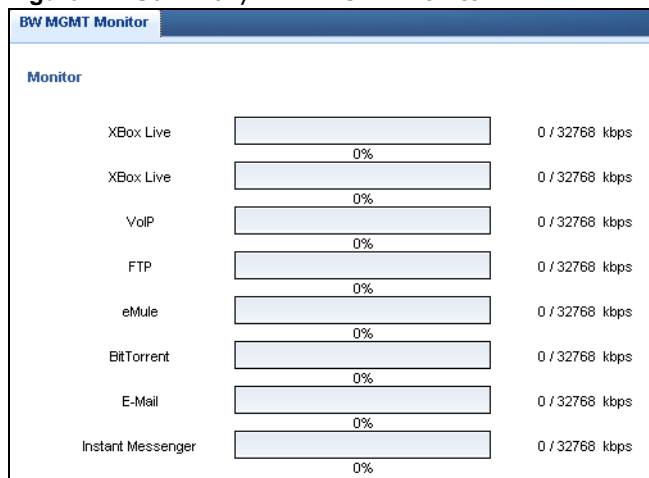 BW MGMT Monitor
Monitor
XBox Live 0 / 32768 kbps
0%
XBox Live 0 / 32768 kbps
0%
VoIP 0 / 32768 kbps
0%
FTP 0 / 32768 kbps
0%
eMule 0 / 32768 kbps
0%
BitTorrent 0 / 32768 kbps
0%
E-Mail 0 / 32768 kbps
0%
Instant Messenger 0 / 32768 kbps
0%